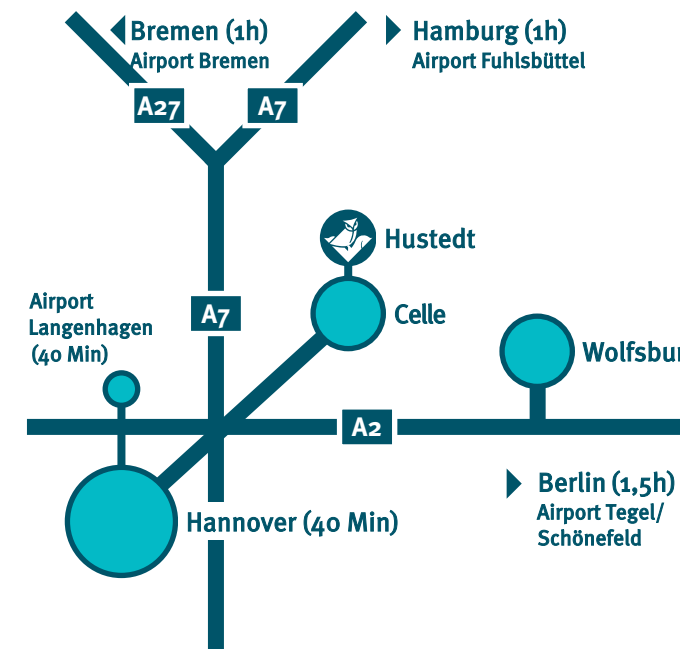 Bremen (1h)
Airport Bremen
Hamburg (1h)
Airport Fuhlsbüttel
A27
A7
Hustedt
Airport
Langenhagen
(40 Min)
A7
Celle
Wolfsbur
A2
Berlin (1,5h)
Airport Tegel/
Schönefeld
Hannover (40 Min)